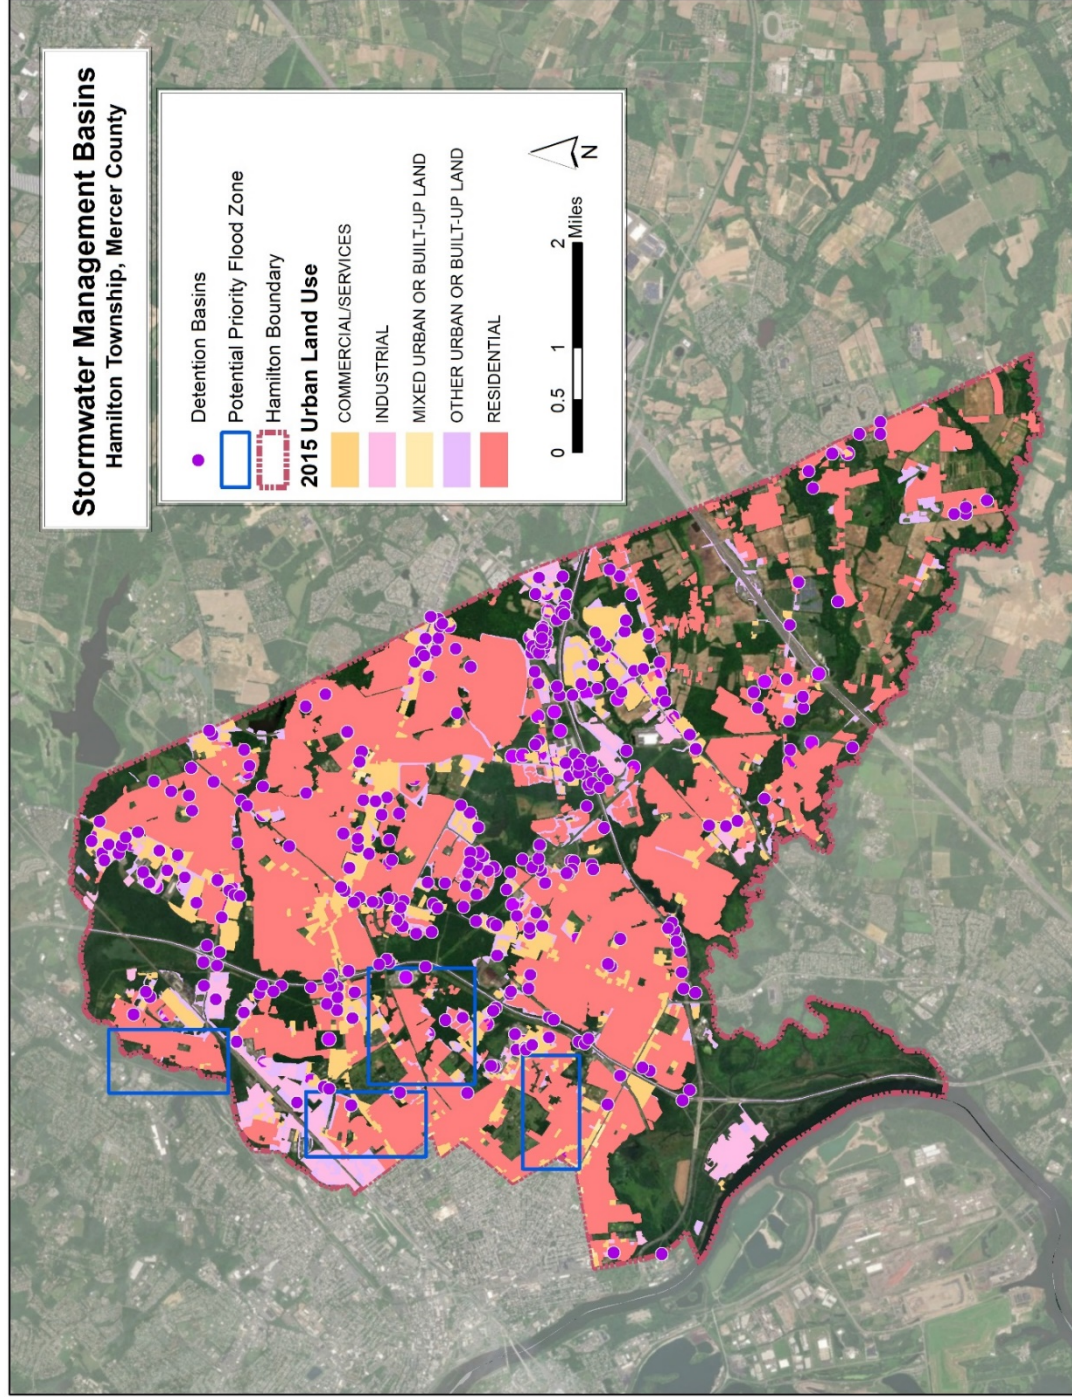 Stormwater Management Basins
Hamilton Township, Mercer County
Detention Basins
Potential Priority Flood Zone
Hamilton Boundary
2015 Urban Land Use
COMMERCIAL/SERVICES
INDUSTRIAL
MIXED URBAN OR BUILT-UP LAND
OTHER URBAN OR BUILT-UP LAND
RESIDENTIAL
0 0.5 1 2
Miles
N